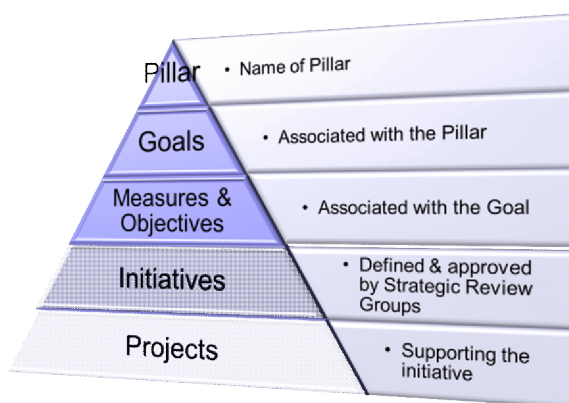 Pillar
• Name of Pillar
Goals
• Associated with the Pillar
Measures &
Objectives
• Associated with the Goal
Initiatives
• Defined & approved
by Strategic Review
Groups
Projects
• Supporting the
initiative